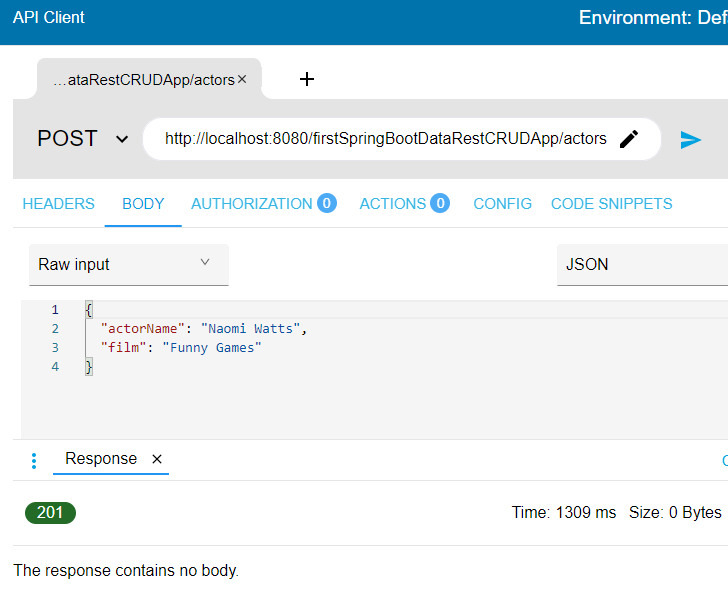 API Client
Environment: Def
...ataRestCRUDApp/actors × +
POST http://localhost:8080/firstSpringBootDataRestCRUDApp/actors
HEADERS BODY AUTHORIZATION 0 ACTIONS 0 CONFIG CODE SNIPPETS
Raw input JSON
1 {
2 "actorName": "Naomi Watts",
3 "film": "Funny Games"
4 }
Response ×
201 Time: 1309 ms Size: 0 Bytes
The response contains no body.